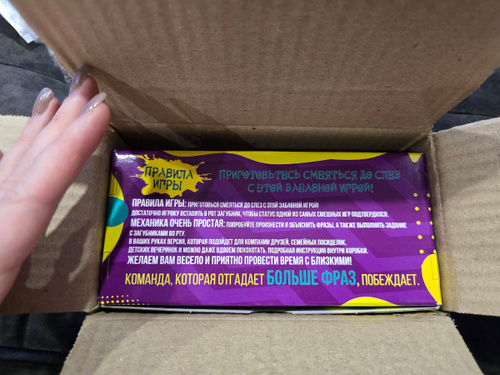 ПРАВИЛА
ИГРЫ
ПРИГОТОВЬТЕСЬ СМЕЯТЬСЯ ДО СЛЕЗ
С ЭТОЙ ЗАБАВНОЙ ИГРОЙ!
ПРАВИЛА ИГРЫ: ПРИГОТОВЬТЕСЬ СМЕЯТЬСЯ ДО СЛЕЗ С ЭТОЙ ЗАБАВНОЙ ИГРОЙ!
ДОСТАТОЧНО ИГРОКУ ВСТАВИТЬ В РОТ ЗАГУБНИК, ЧТОБЫ СТАТУС ОДНОЙ ИЗ САМЫХ СМЕШНЫХ ИГР ПОДТВЕРДИЛСЯ.
МЕХАНИКА ОЧЕНЬ ПРОСТАЯ: ПОПРОБУЙТЕ ПРОИЗНЕСТИ И ОБЪЯСНИТЬ ФРАЗЫ, А ТАКЖЕ ВЫПОЛНИТЬ ЗАДАНИЕ
С ЗАГУБНИКАМИ ВО РТУ.
В ВАШИХ РУКАХ ВЕРСИЯ, КОТОРАЯ ПОДОЙДЕТ ДЛЯ КОМПАНИИ ДРУЗЕЙ, СЕМЕЙНЫХ ПОСИДЕЛОК,
ДЕТСКИХ ВЕЧЕРИНОК И МОЖНО ДАЖЕ ВДВОЕМ ПОХОХОТАТЬ, ПОДРОБНАЯ ИНСТРУКЦИЯ ВНУТРИ КОРОБКИ.
ЖЕЛАЕМ ВАМ ВЕСЕЛО И ПРИЯТНО ПРОВЕСТИ ВРЕМЯ С БЛИЗКИМИ!
КОМАНДА, КОТОРАЯ ОТГАДАЕТ БОЛЬШЕ ФРАЗ, ПОБЕЖДАЕТ.